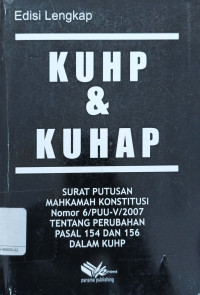 Edisi Lengkap
KUHP
&
KUHAP
SURAT PUTUSAN
MAHKAMAH KONSTITUSI
Nomor 6/PUU-V/2007
TENTANG PERUBAHAN
PASAL 154 DAN 156
DALAM KUHP
panama publishing